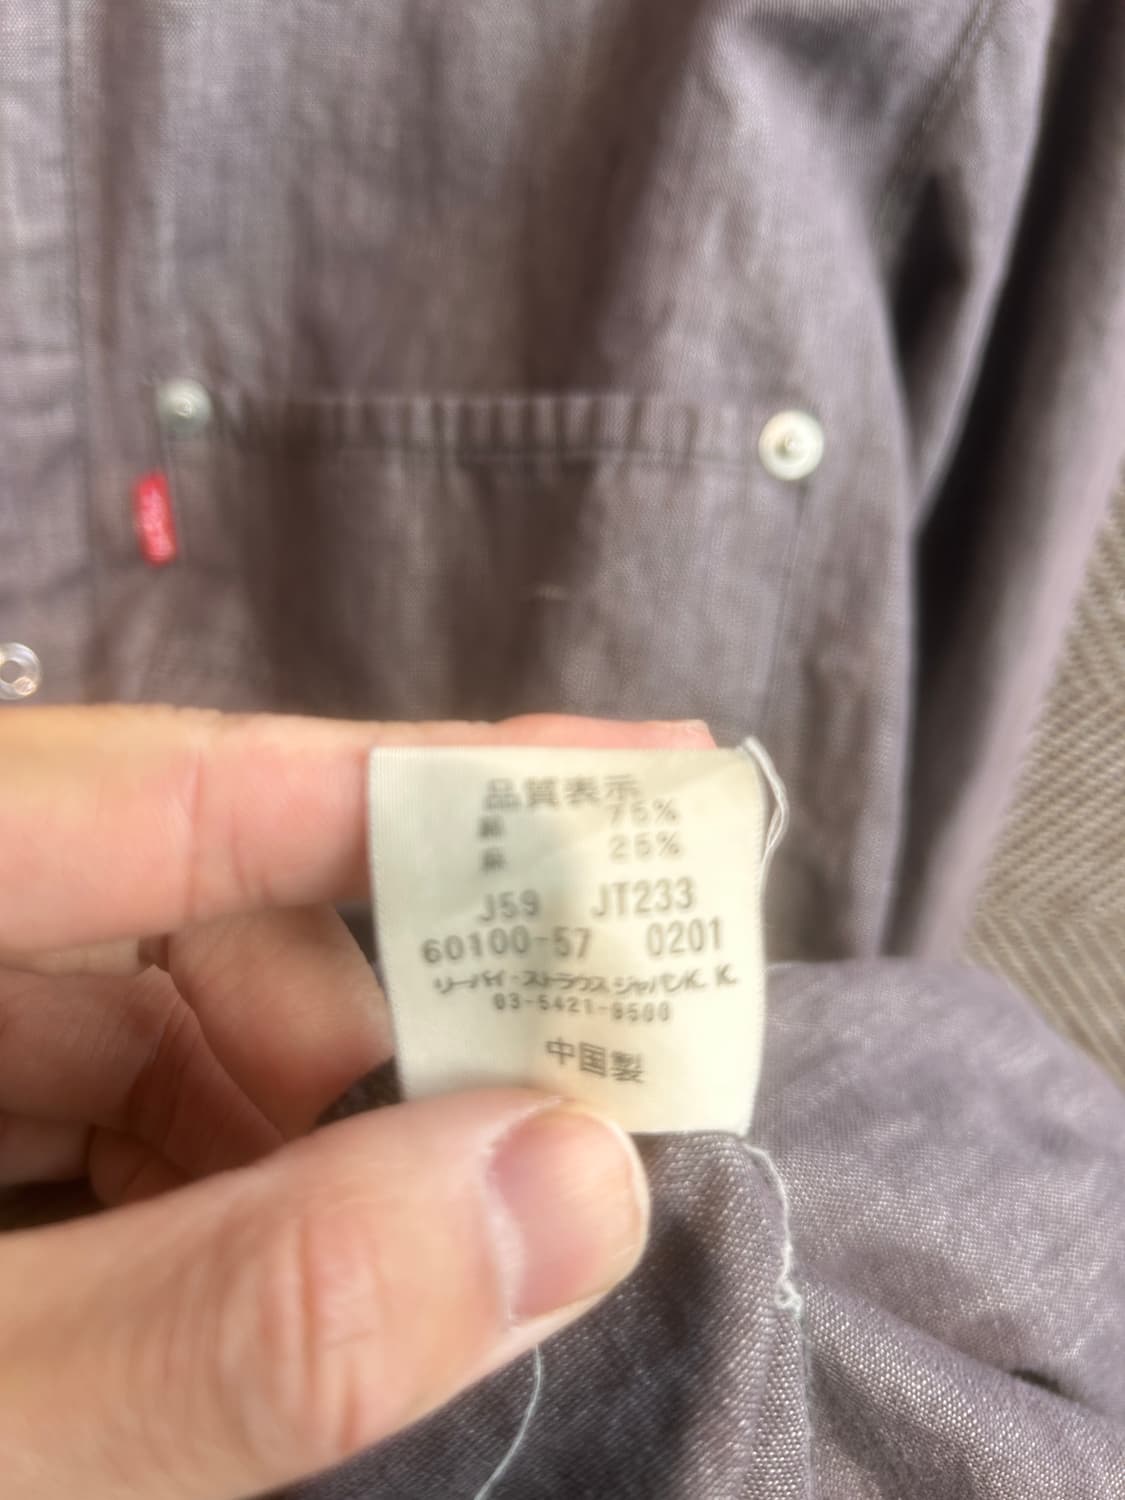 品質表示
綿 75%
麻 25%
J59 JT233
60100-57 0201
リーバイ・ストラウスジャパンK.K.
03-5421-8500
中国製